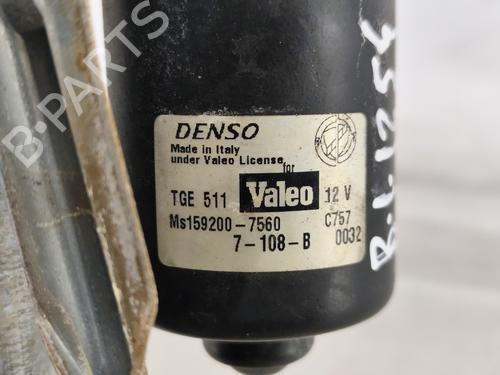 B-PARTS
DENSO
Made in Italy
under Valeo License
for
TGE 511 Valeo 12 V
Ms159200-7560 C757
7-108-B 0032